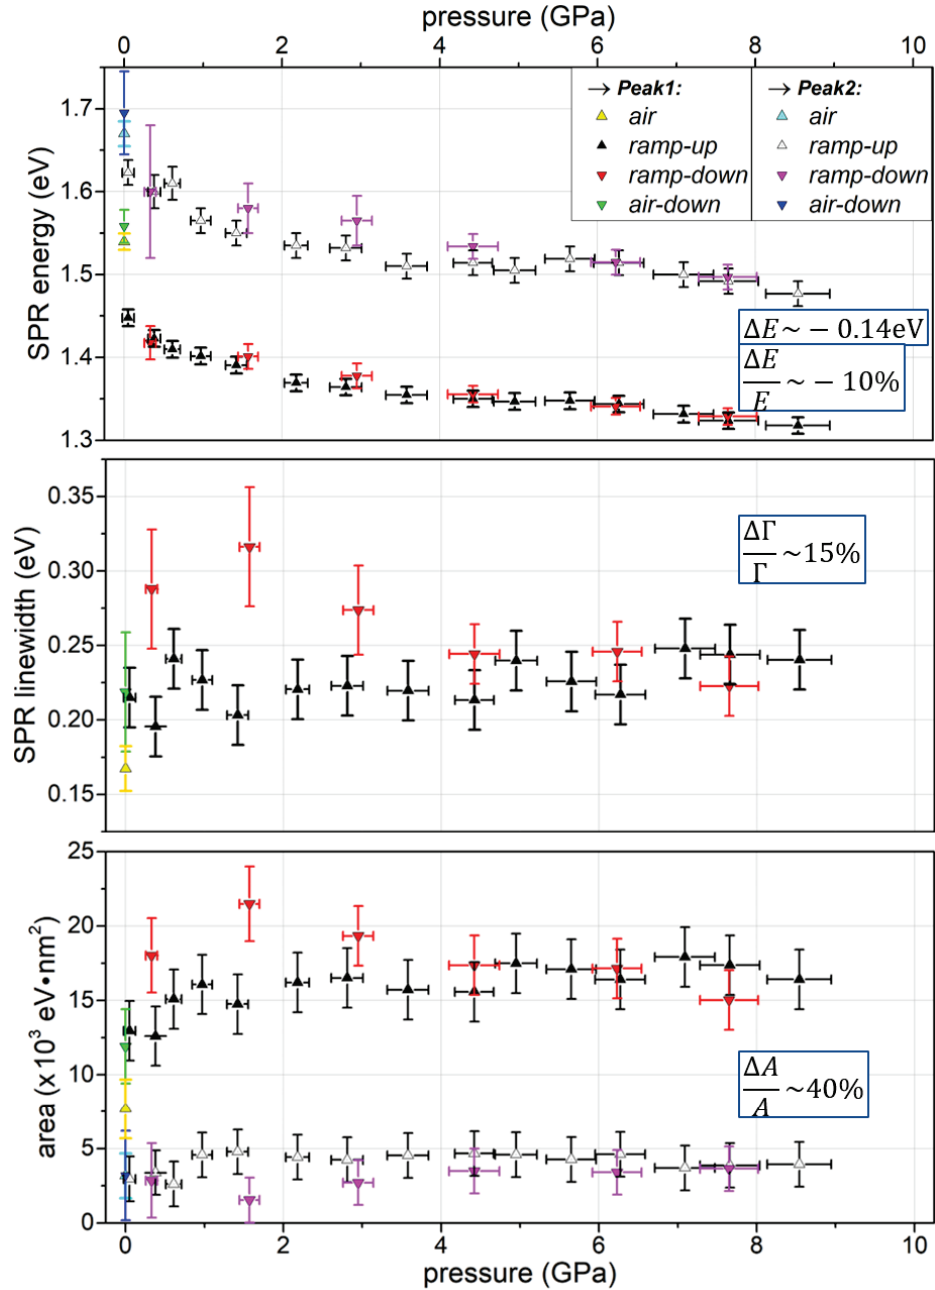 pressure (GPa)
0 2 4 6 8 10
1.7
1.6
1.5
1.4
1.3
SPR energy (eV)
→ Peak1:
air
ramp-up
ramp-down
air-down
→ Peak2:
air
ramp-up
ramp-down
air-down
ΔE ~ − 0.14eV
ΔE
E
~ − 10%
0.35
0.30
0.25
0.20
0.15
SPR linewidth (eV)
ΔΓ
Γ
~15%
25
20
15
10
5
0
area (x10³ eV•nm²)
ΔA
A
~40%
0 2 4 6 8 10
pressure (GPa)